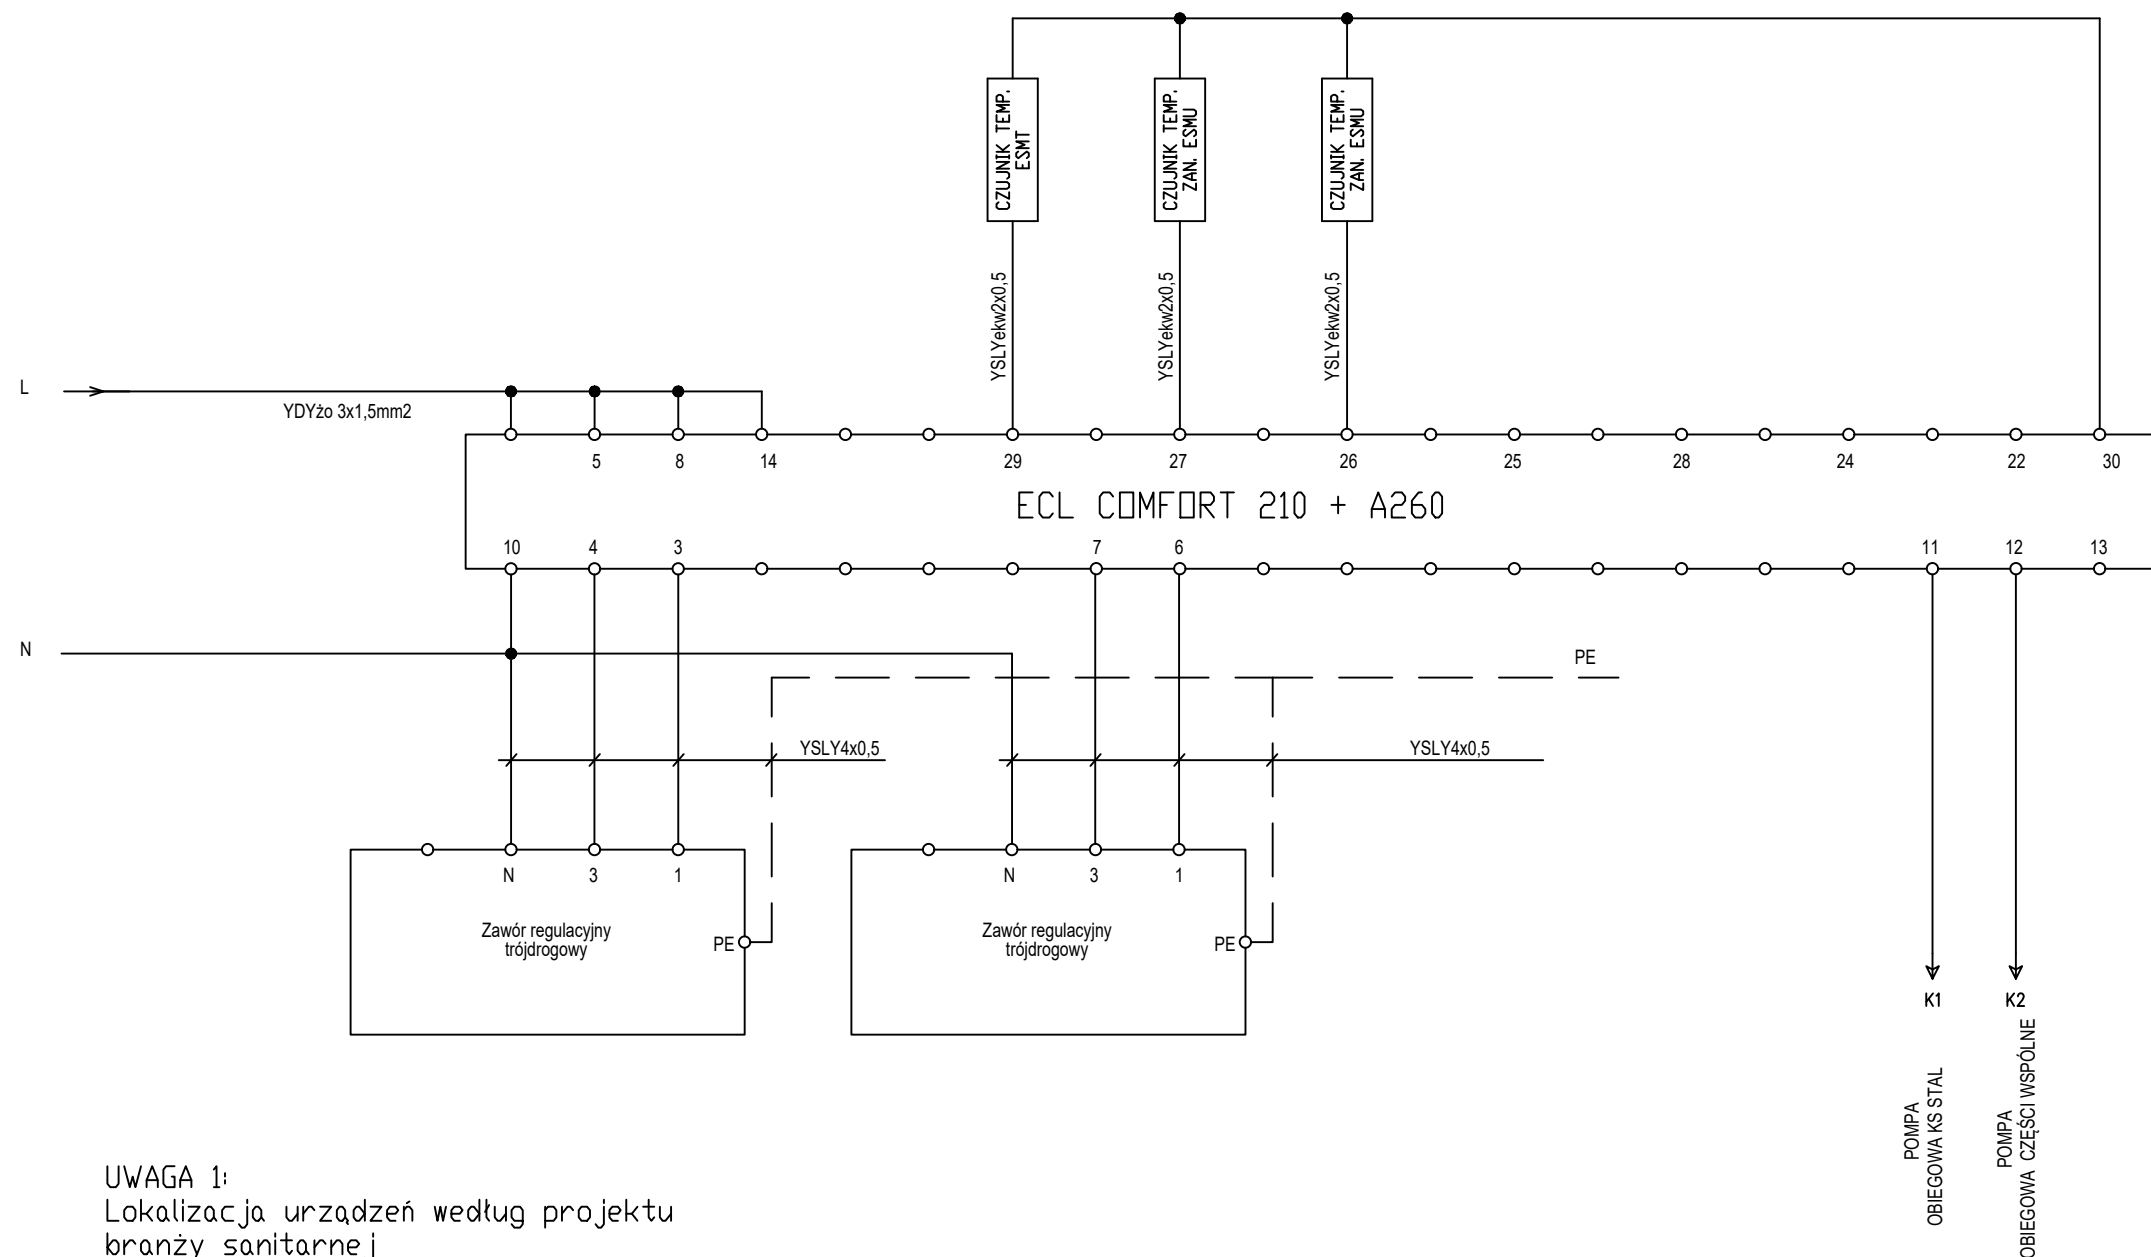 CZUJNIK TEMP.
ESMT
CZUJNIK TEMP.
ZAN. ESMU
CZUJNIK TEMP.
ZAN. ESMU
YSLYekw2x0,5
YSLYekw2x0,5
YSLYekw2x0,5
L
YDYżo 3x1,5mm2
5 8 14 29 27 26 25 28 24 22 30
ECL COMFORT 210 + A260
10 4 3 7 6 11 12 13
N
PE
YSLY4x0,5
YSLY4x0,5
N 3 1
N 3 1
Zawór regulacyjny
trójdrogowy
PE
Zawór regulacyjny
trójdrogowy
PE
K1
K2
POMPA
OBIEGOWA KS STAL
POMPA
OBIEGOWA CZĘŚCI WSPÓLNE
UWAGA 1:
Lokalizacja urządzeń według projektu
branży sanitarnej